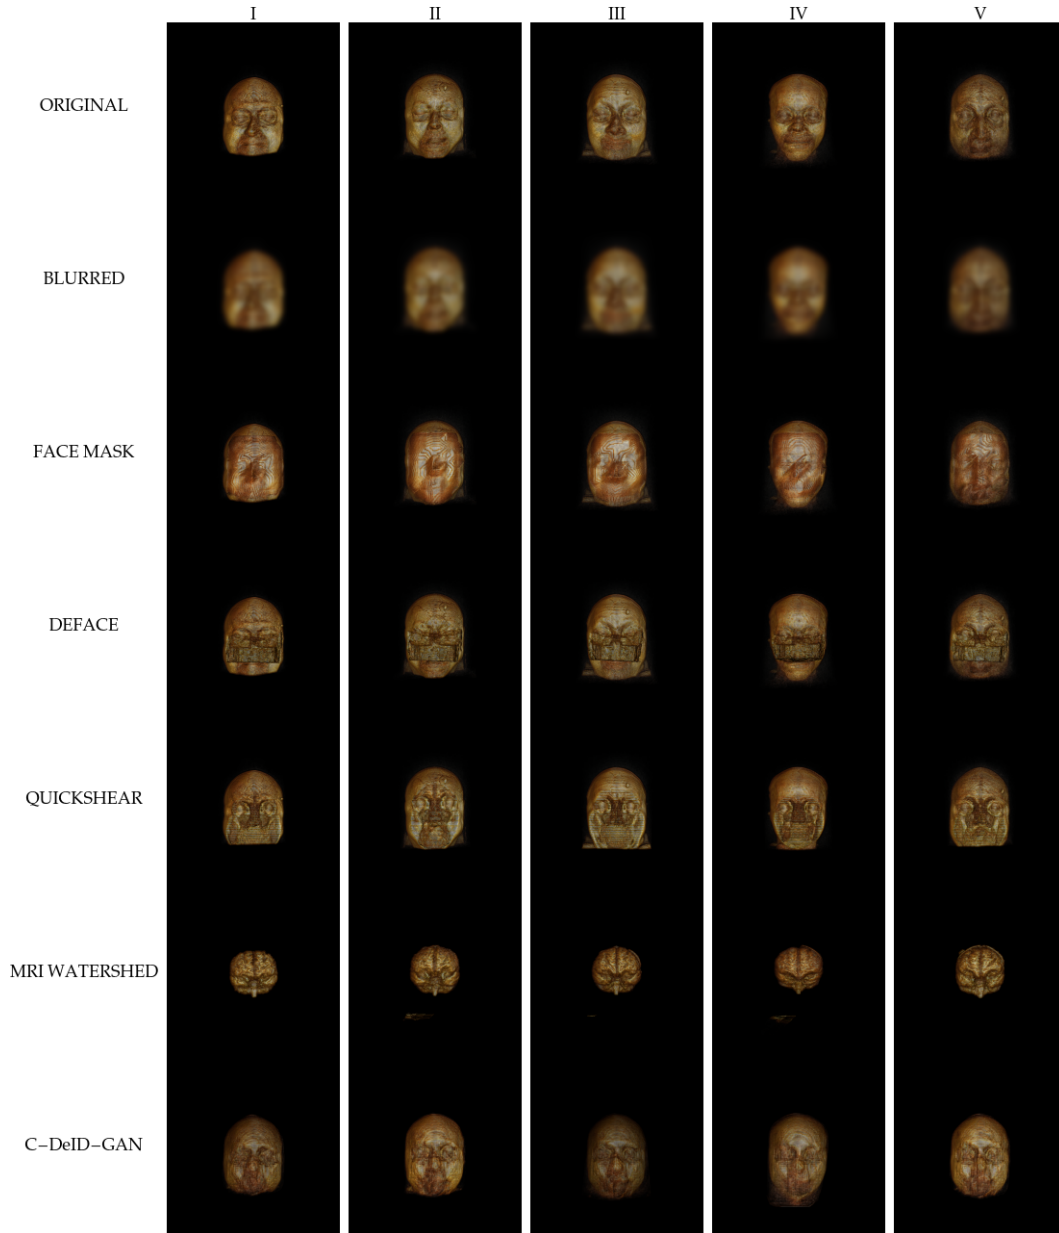 I II III IV V
ORIGINAL
BLURRED
FACE MASK
DEFACE
QUICKSHEAR
MRI WATERSHED
C–DeID–GAN